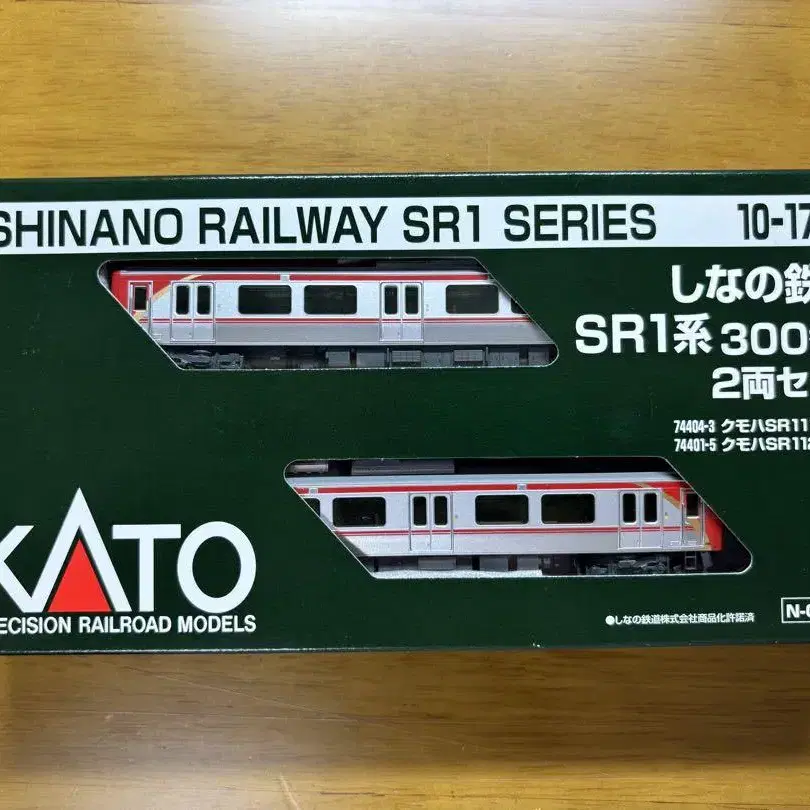 SHINANO RAILWAY SR1 SERIES 10-17
しなの鉄
SR1系 300
2両セ
74404-3 クモハSR11
74401-5 クモハSR112
KATO
ECISION RAILROAD MODELS
●しなの鉄道株式会社商品化許諾済
N-